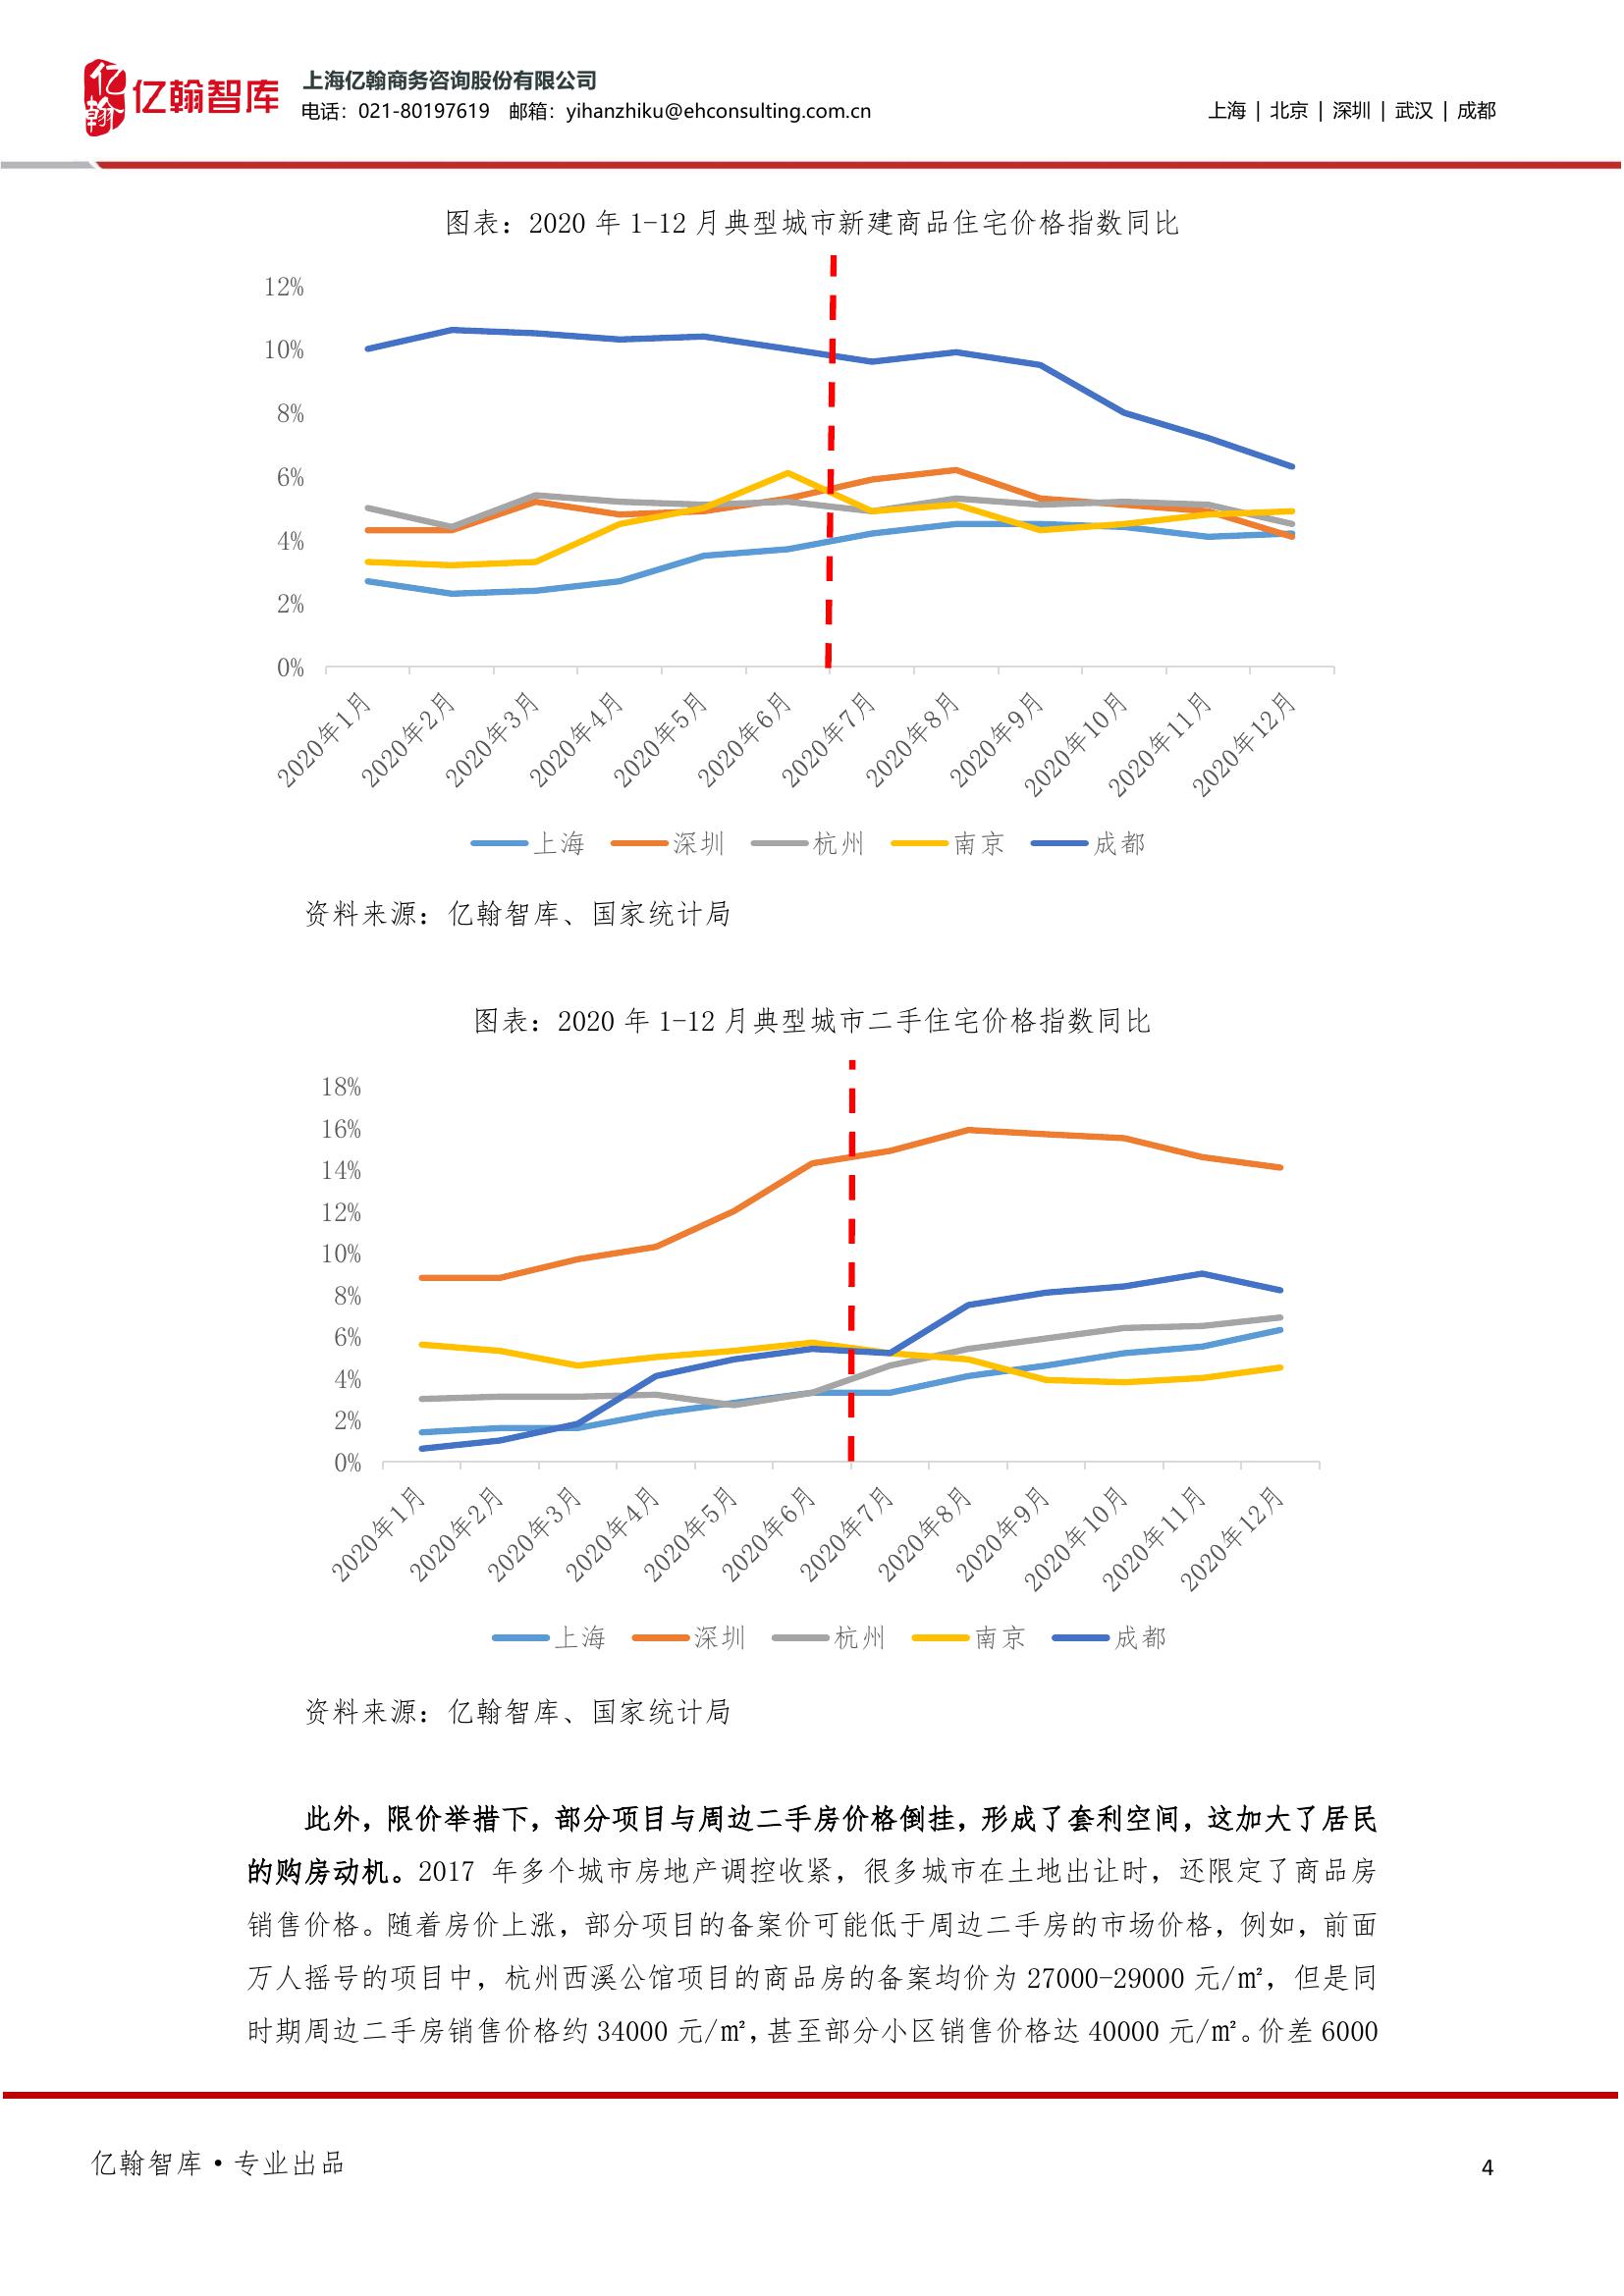 亿翰
亿翰智库
上海亿翰商务咨询股份有限公司
电话：021-80197619 邮箱：yihanzhiku@ehconsulting.com.cn
上海 | 北京 | 深圳 | 武汉 | 成都
图表：2020 年 1-12 月典型城市新建商品住宅价格指数同比
12%
10%
8%
6%
4%
2%
0%
2020年1月
2020年2月
2020年3月
2020年4月
2020年5月
2020年6月
2020年7月
2020年8月
2020年9月
2020年10月
2020年11月
2020年12月
上海 深圳 杭州 南京 成都
资料来源：亿翰智库、国家统计局
图表：2020 年 1-12 月典型城市二手住宅价格指数同比
18%
16%
14%
12%
10%
8%
6%
4%
2%
0%
2020年1月
2020年2月
2020年3月
2020年4月
2020年5月
2020年6月
2020年7月
2020年8月
2020年9月
2020年10月
2020年11月
2020年12月
上海 深圳 杭州 南京 成都
资料来源：亿翰智库、国家统计局
此外，限价举措下，部分项目与周边二手房价格倒挂，形成了套利空间，这加大了居民
的购房动机。2017 年多个城市房地产调控收紧，很多城市在土地出让时，还限定了商品房
销售价格。随着房价上涨，部分项目的备案价可能低于周边二手房的市场价格，例如，前面
万人摇号的项目中，杭州西溪公馆项目的商品房的备案均价为 27000-29000 元/㎡，但是同
时期周边二手房销售价格约 34000 元/㎡，甚至部分小区销售价格达 40000 元/㎡。价差 6000
亿翰智库·专业出品
4